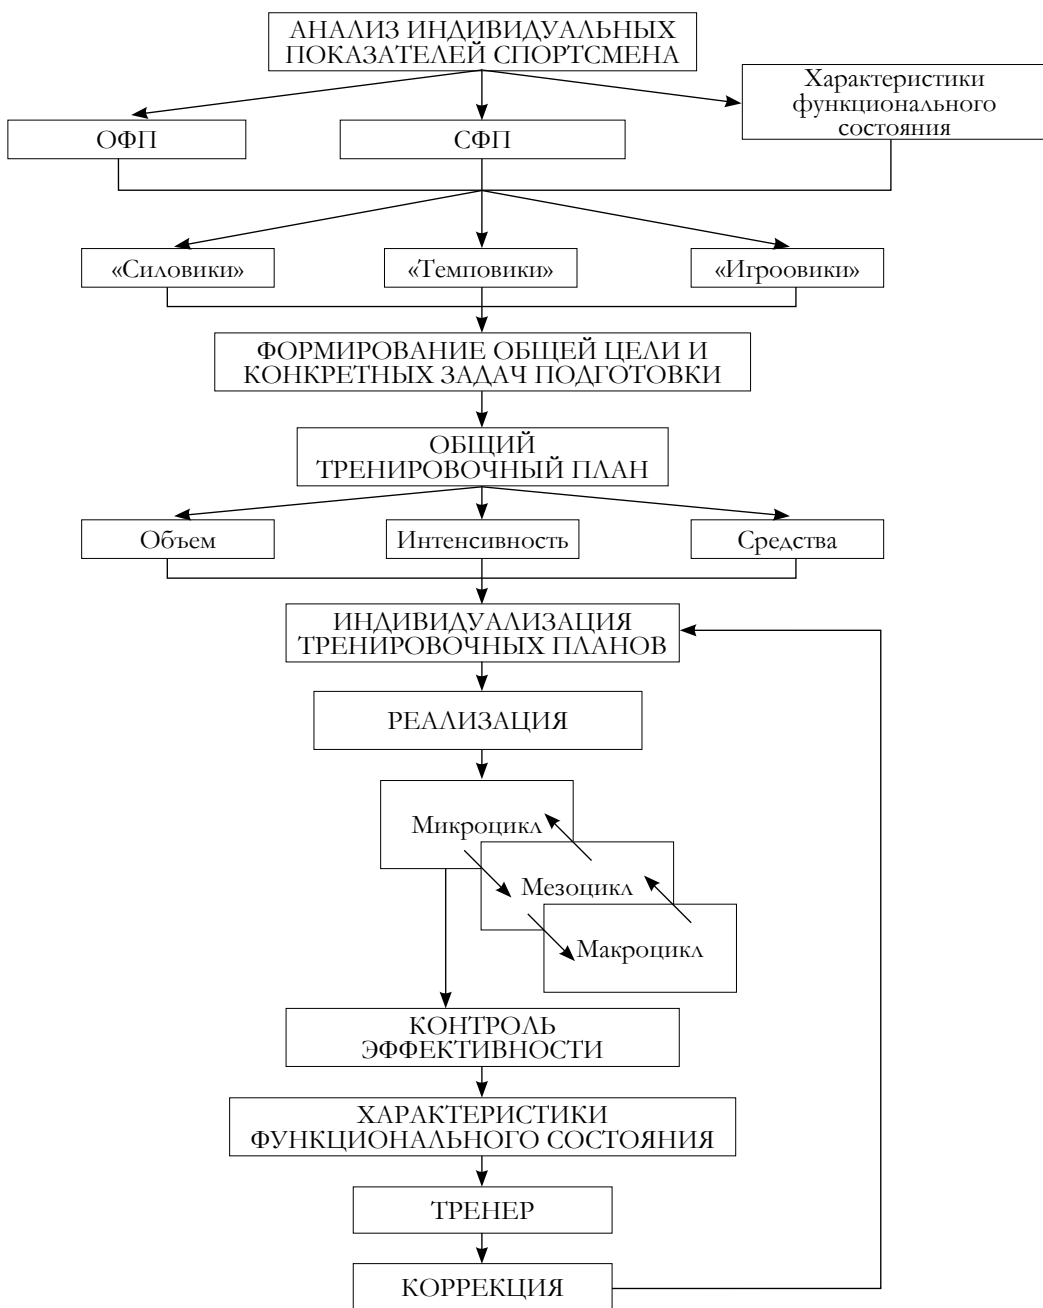 АНАЛИЗ ИНДИВИДУАЛЬНЫХ
ПОКАЗАТЕЛЕЙ СПОРТСМЕНА
ОФП
СФП
Характеристики
функционального
состояния
«Силовики»
«Темповики»
«Игроовики»
ФОРМИРОВАНИЕ ОБЩЕЙ ЦЕЛИ И
КОНКРЕТНЫХ ЗАДАЧ ПОДГОТОВКИ
ОБЩИЙ
ТРЕНИРОВОЧНЫЙ ПЛАН
Объем
Интенсивность
Средства
ИНДИВИДУАЛИЗАЦИЯ
ТРЕНИРОВОЧНЫХ ПЛАНОВ
РЕАЛИЗАЦИЯ
Микроцикл
Мезоцикл
Макроцикл
КОНТРОЛЬ
ЭФФЕКТИВНОСТИ
ХАРАКТЕРИСТИКИ
ФУНКЦИОНАЛЬНОГО СОСТОЯНИЯ
ТРЕНЕР
КОРРЕКЦИЯ